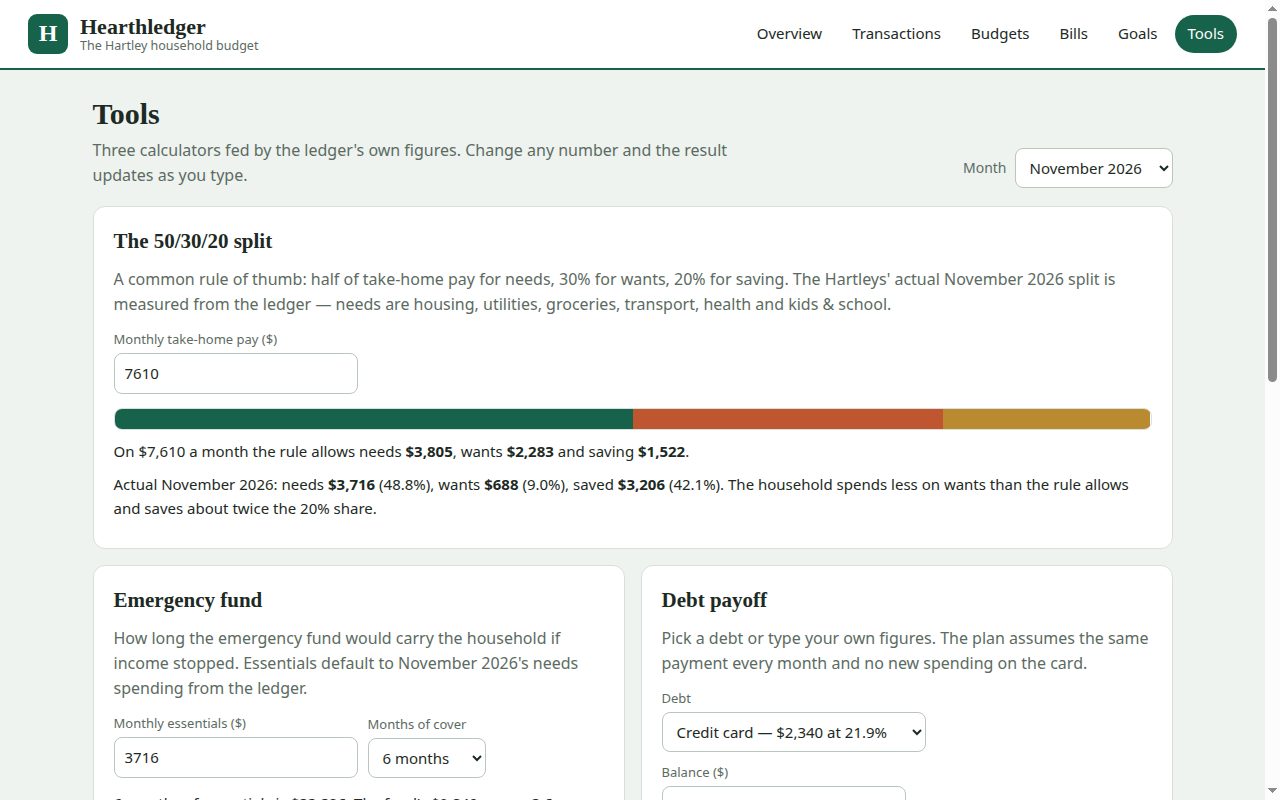 H
Hearthledger
The Hartley household budget
Overview
Transactions
Budgets
Bills
Goals
Tools
Tools
Three calculators fed by the ledger's own figures. Change any number and the result
updates as you type.
Month
November 2026
The 50/30/20 split
A common rule of thumb: half of take-home pay for needs, 30% for wants, 20% for saving. The Hartleys' actual November 2026 split is
measured from the ledger — needs are housing, utilities, groceries, transport, health and kids & school.
Monthly take-home pay ($)
7610
On $7,610 a month the rule allows needs $3,805, wants $2,283 and saving $1,522.
Actual November 2026: needs $3,716 (48.8%), wants $688 (9.0%), saved $3,206 (42.1%). The household spends less on wants than the rule allows
and saves about twice the 20% share.
Emergency fund
How long the emergency fund would carry the household if
income stopped. Essentials default to November 2026's needs
spending from the ledger.
Monthly essentials ($)
Months of cover
3716
6 months
Debt payoff
Pick a debt or type your own figures. The plan assumes the same
payment every month and no new spending on the card.
Debt
Credit card — $2,340 at 21.9%
Balance ($)